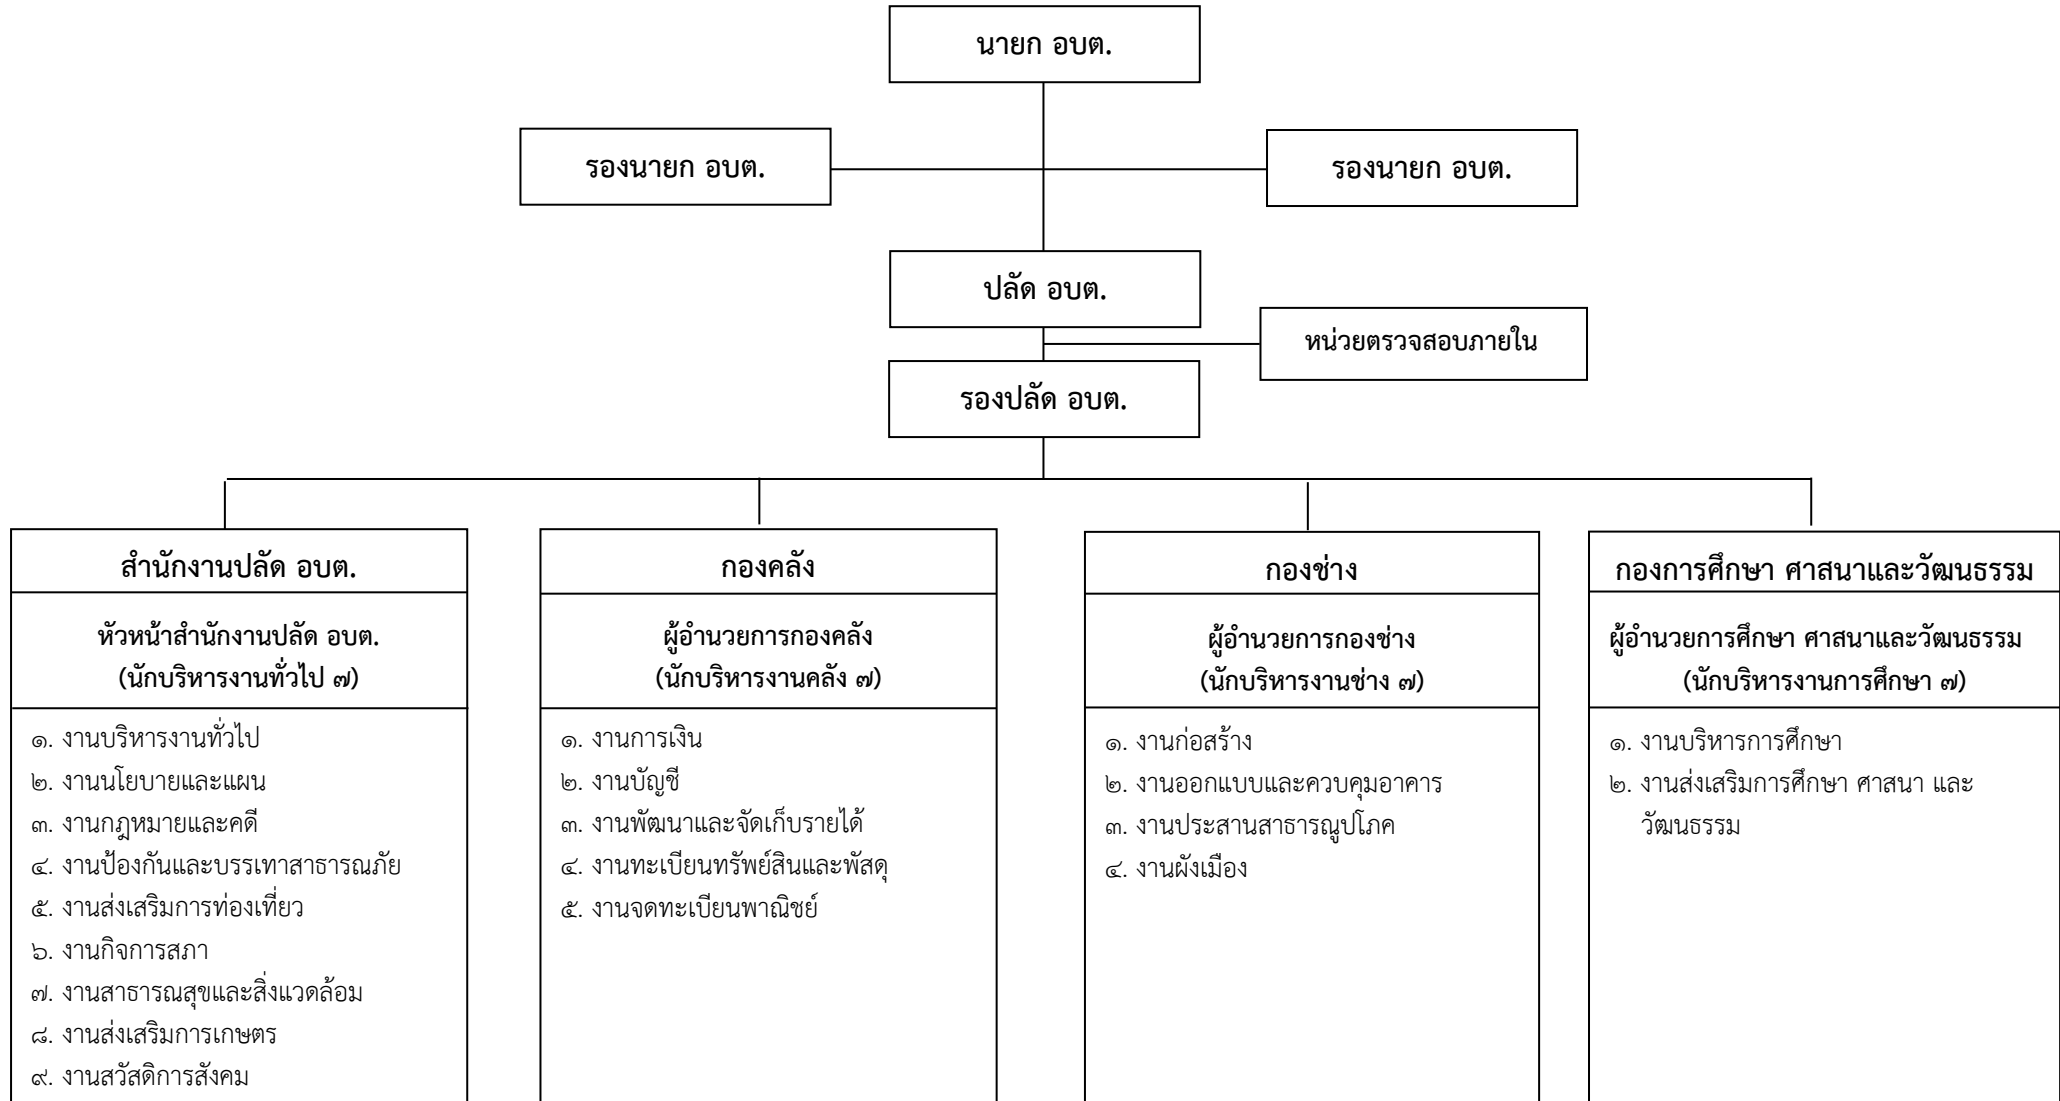 นายก อบต.
รองนายก อบต.
รองนายก อบต.
ปลัด อบต.
หน่วยตรวจสอบภายใน
รองปลัด อบต.
สำนักงานปลัด อบต.
หัวหน้าสำนักงานปลัด อบต.
(นักบริหารงานทั่วไป ๗)
๑. งานบริหารงานทั่วไป
๒. งานนโยบายและแผน
๓. งานกฎหมายและคดี
๔. งานป้องกันและบรรเทาสาธารณภัย
๕. งานส่งเสริมการท่องเที่ยว
๖. งานกิจการสภา
๗. งานสาธารณสุขและสิ่งแวดล้อม
๘. งานส่งเสริมการเกษตร
๙. งานสวัสดิการสังคม
กองคลัง
ผู้อำนวยการกองคลัง
(นักบริหารงานคลัง ๗)
๑. งานการเงิน
๒. งานบัญชี
๓. งานพัฒนาและจัดเก็บรายได้
๔. งานทะเบียนทรัพย์สินและพัสดุ
๕. งานจดทะเบียนพาณิชย์
กองช่าง
ผู้อำนวยการกองช่าง
(นักบริหารงานช่าง ๗)
๑. งานก่อสร้าง
๒. งานออกแบบและควบคุมอาคาร
๓. งานประสานสาธารณูปโภค
๔. งานผังเมือง
กองการศึกษา ศาสนาและวัฒนธรรม
ผู้อำนวยการศึกษา ศาสนาและวัฒนธรรม
(นักบริหารงานการศึกษา ๗)
๑. งานบริหารการศึกษา
๒. งานส่งเสริมการศึกษา ศาสนา และ
วัฒนธรรม